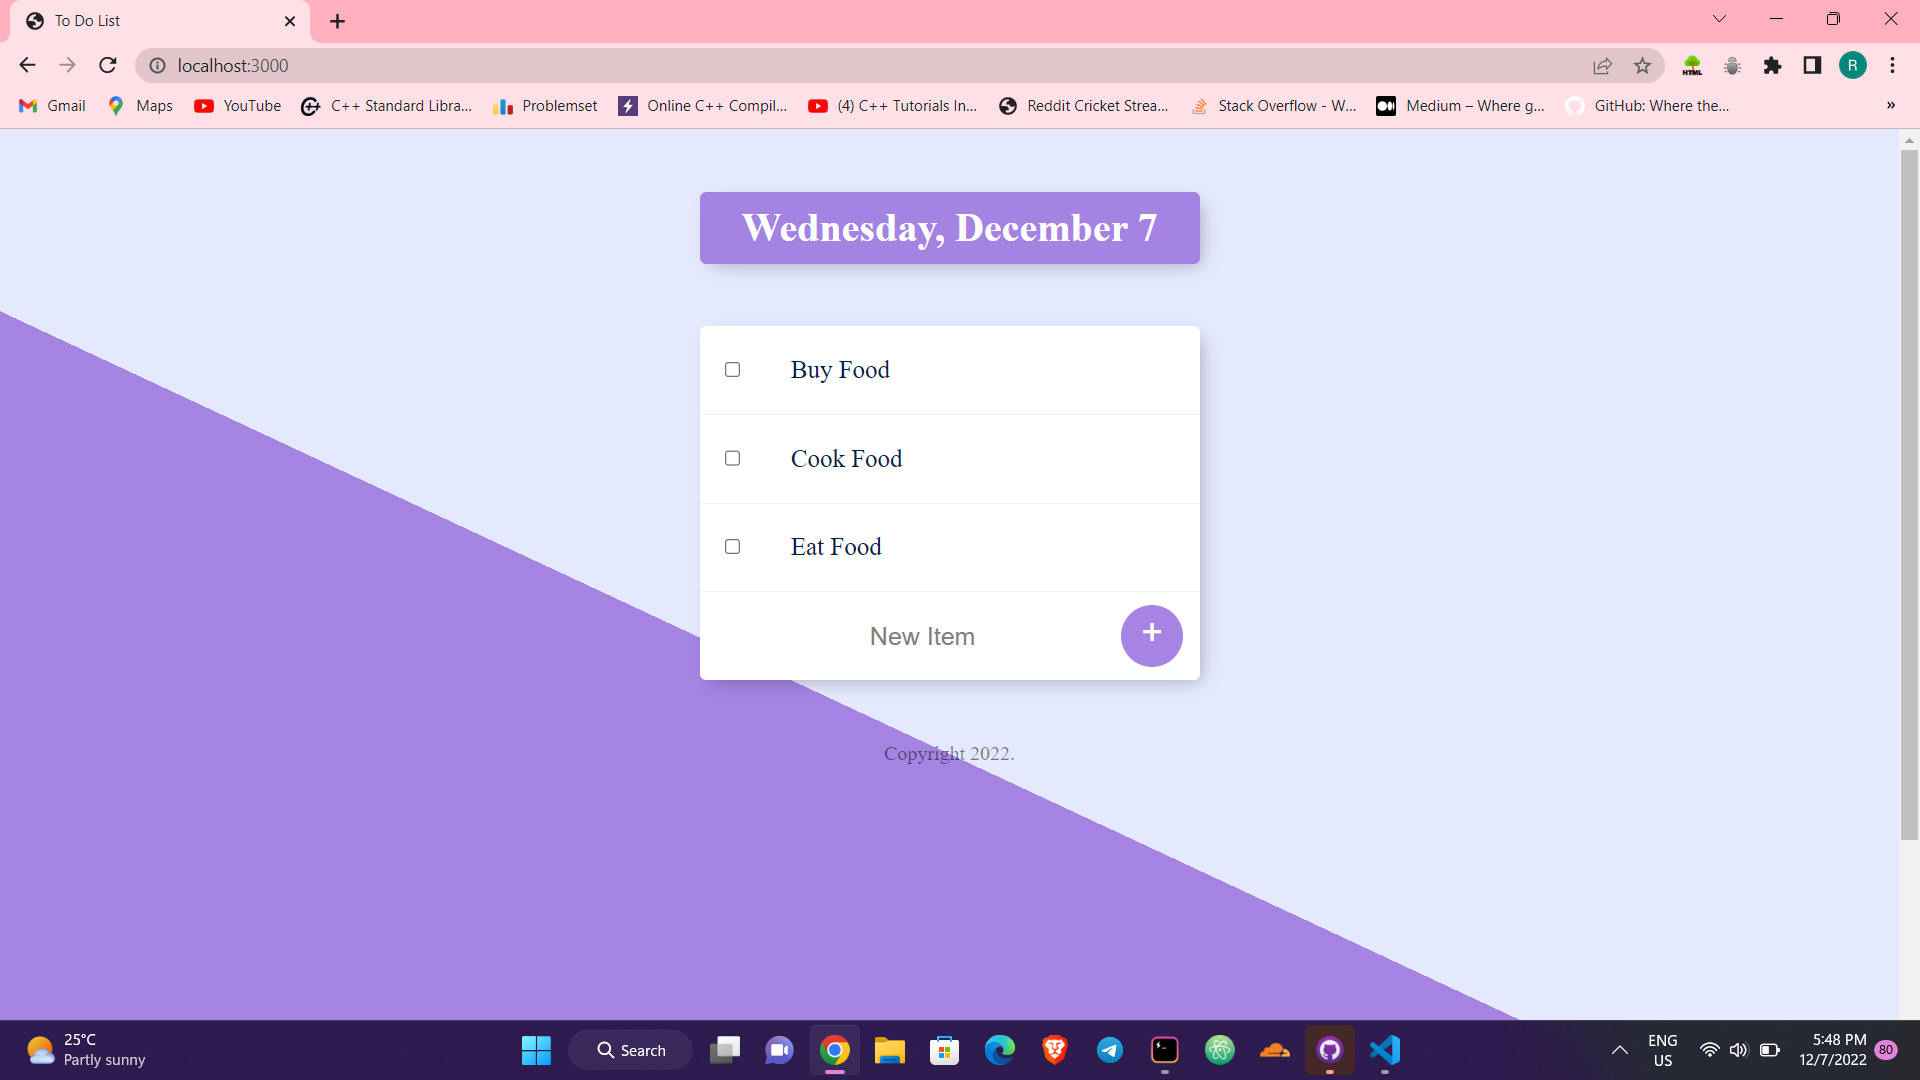 To Do List
localhost:3000
R
Gmail
Maps
YouTube
C++ Standard Libra...
Problemset
Online C++ Compil...
(4) C++ Tutorials In...
Reddit Cricket Strea...
Stack Overflow - W...
Medium – Where g...
GitHub: Where the...
»
Wednesday, December 7
Buy Food
Cook Food
Eat Food
New Item
+
Copyright 2022.
25°C
Partly sunny
Search
ENG
US
5:48 PM
12/7/2022
80